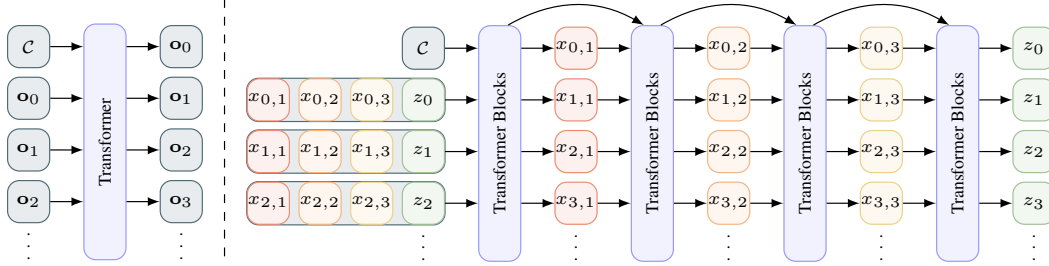 𝒞 Transformer 𝐨₀
𝐨₀ 𝐨₁
𝐨₁ 𝐨₂
𝐨₂ 𝐨₃
𝒞 Transformer Blocks x₀,₁ Transformer Blocks x₀,₂ Transformer Blocks x₀,₃ Transformer Blocks z₀
x₀,₁ x₀,₂ x₀,₃ z₀ x₁,₁ x₁,₂ x₁,₃ z₁
x₁,₁ x₁,₂ x₁,₃ z₁ x₂,₁ x₂,₂ x₂,₃ z₂
x₂,₁ x₂,₂ x₂,₃ z₂ x₃,₁ x₃,₂ x₃,₃ z₃